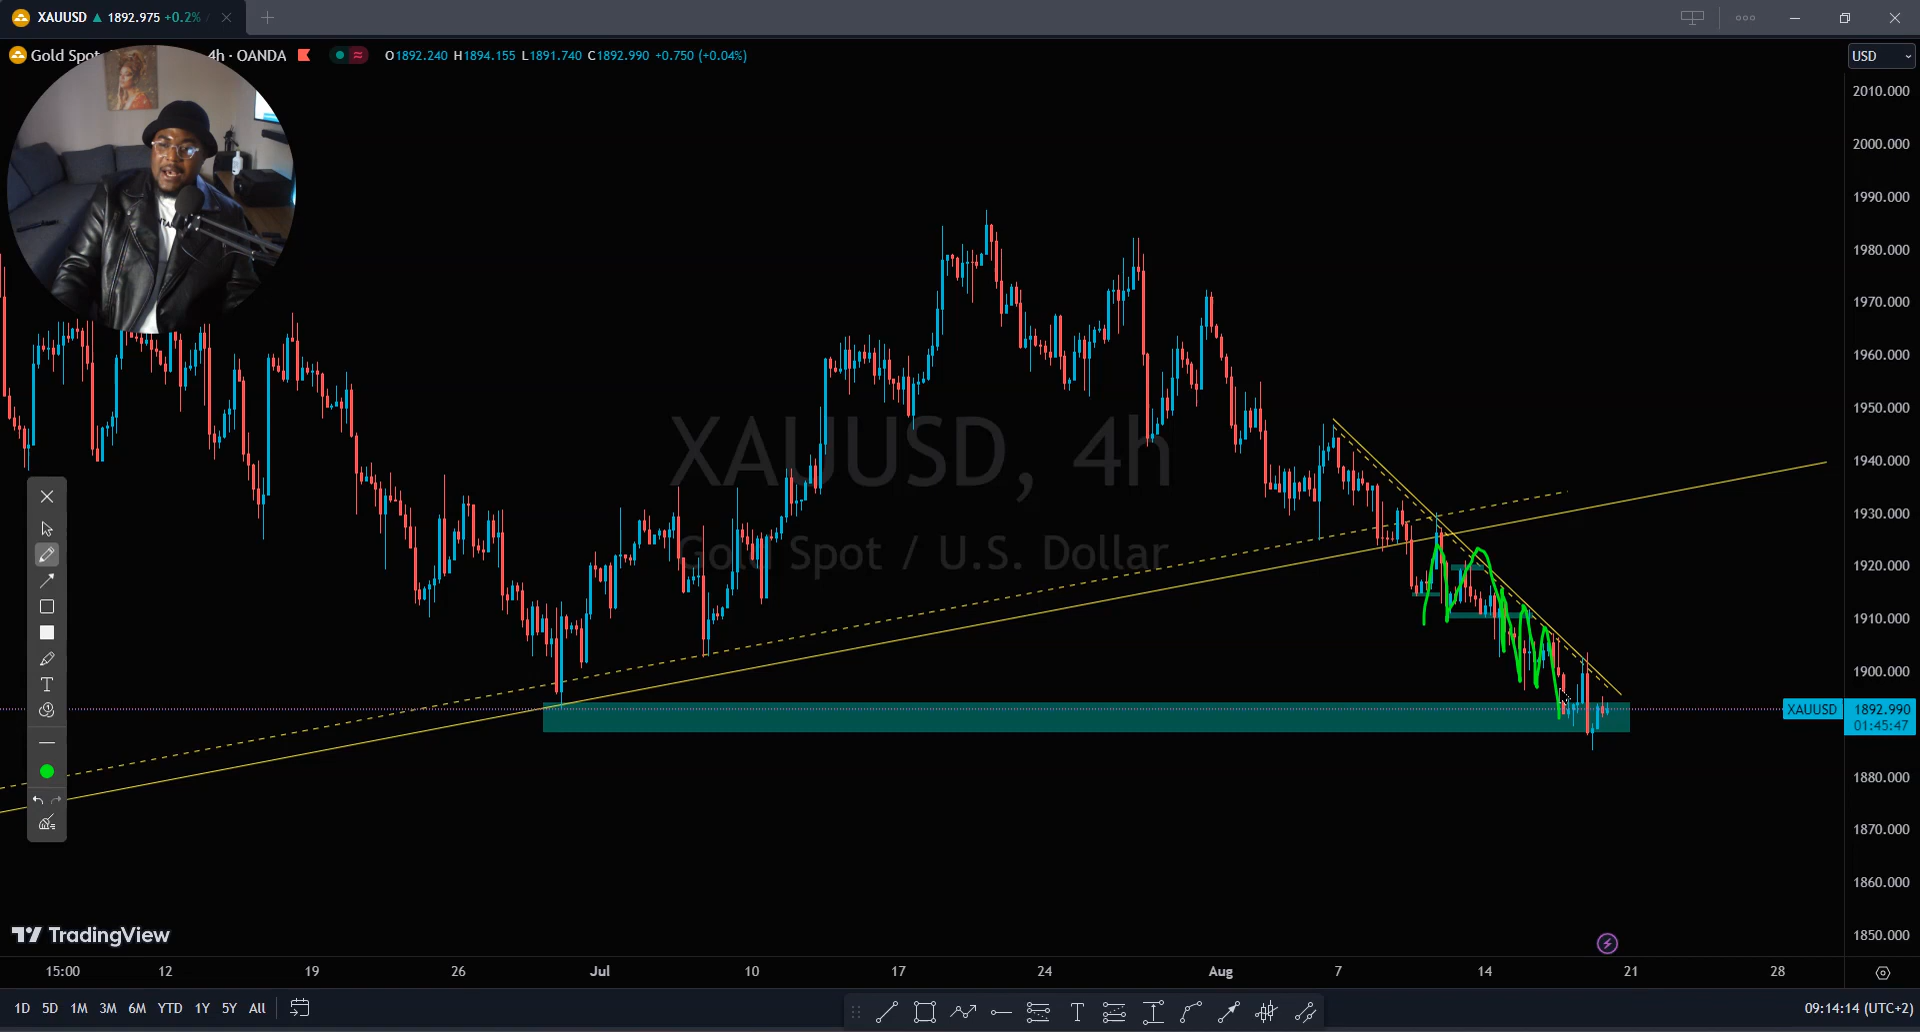 XAUUSD ▲ 1892.975 +0.2%
Gold Spot 4h · OANDA O1892.240 H1894.155 L1891.740 C1892.990 +0.750 (+0.04%)
USD
2010.000
2000.000
1990.000
1980.000
1970.000
1960.000
1950.000
1940.000
1930.000
1920.000
1910.000
1900.000
XAUUSD 1892.990
01:45:47
1880.000
1870.000
1860.000
1850.000
XAUUSD, 4h
Gold Spot / U.S. Dollar
T
TradingView
15:00 12 19 26 Jul 10 17 24 Aug 7 14 21 28
1D 5D 1M 3M 6M YTD 1Y 5Y All
T
09:14:14 (UTC+2)